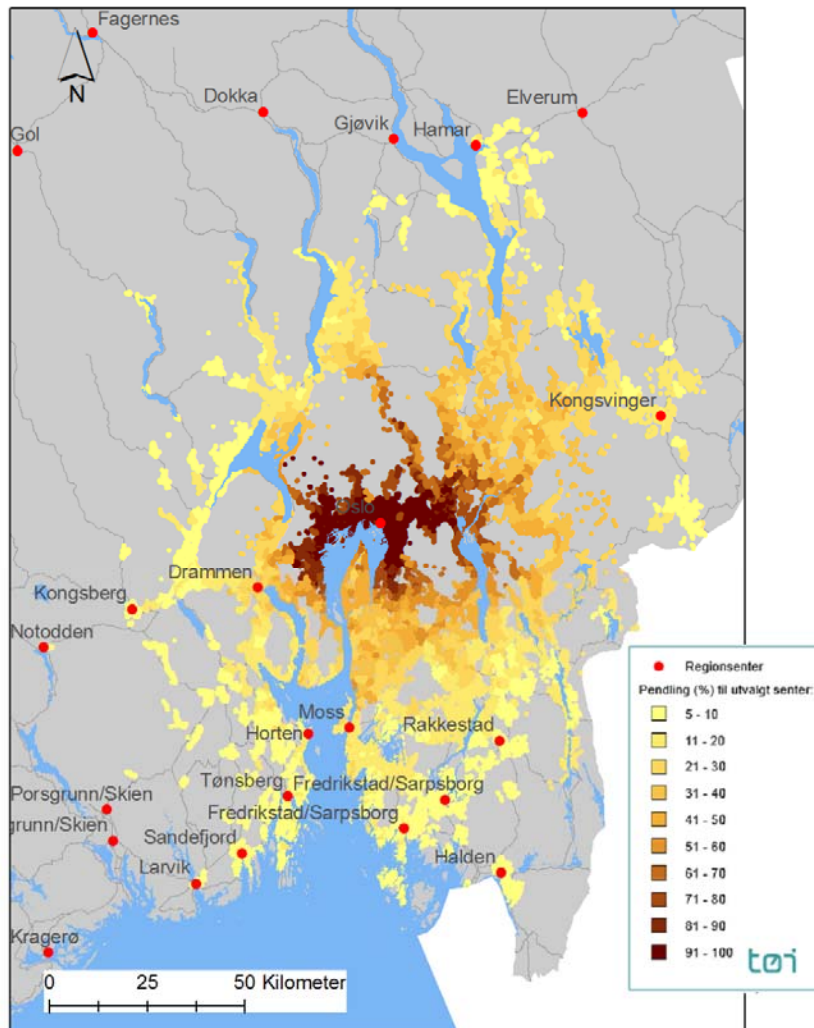 Fagernes
N
Dokka
Elverum
Gjøvik
Hamar
Gol
Kongsvinger
Oslo
Drammen
Kongsberg
Notodden
Moss
Rakkestad
Horten
Tønsberg
Fredrikstad/Sarpsborg
Porsgrunn/Skien
Fredrikstad/Sarpsborg
grunn/Skien
Sandefjord
Halden
Larvik
Kragerø
0 25 50 Kilometer
Regionsenter
Pendling (%) til utvalgt senter:
5 - 10
11 - 20
21 - 30
31 - 40
41 - 50
51 - 60
61 - 70
71 - 80
81 - 90
91 - 100
tøi